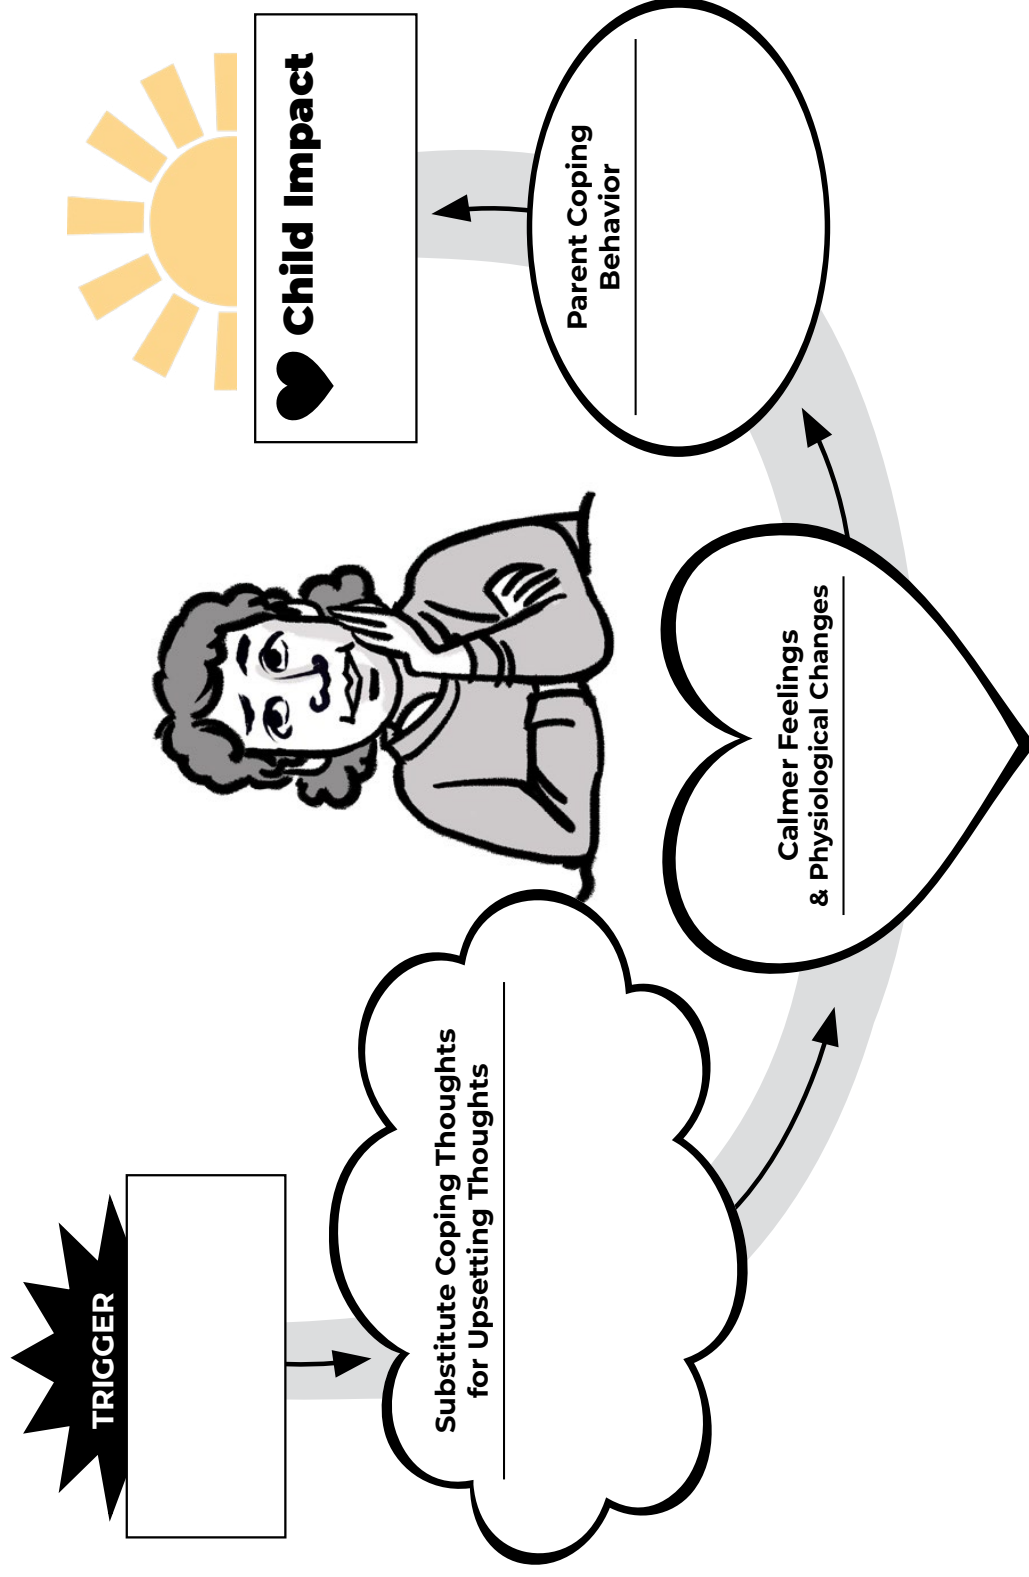 TRIGGER
Substitute Coping Thoughts
for Upsetting Thoughts
Calmer Feelings
& Physiological Changes
Parent Coping
Behavior
Child Impact